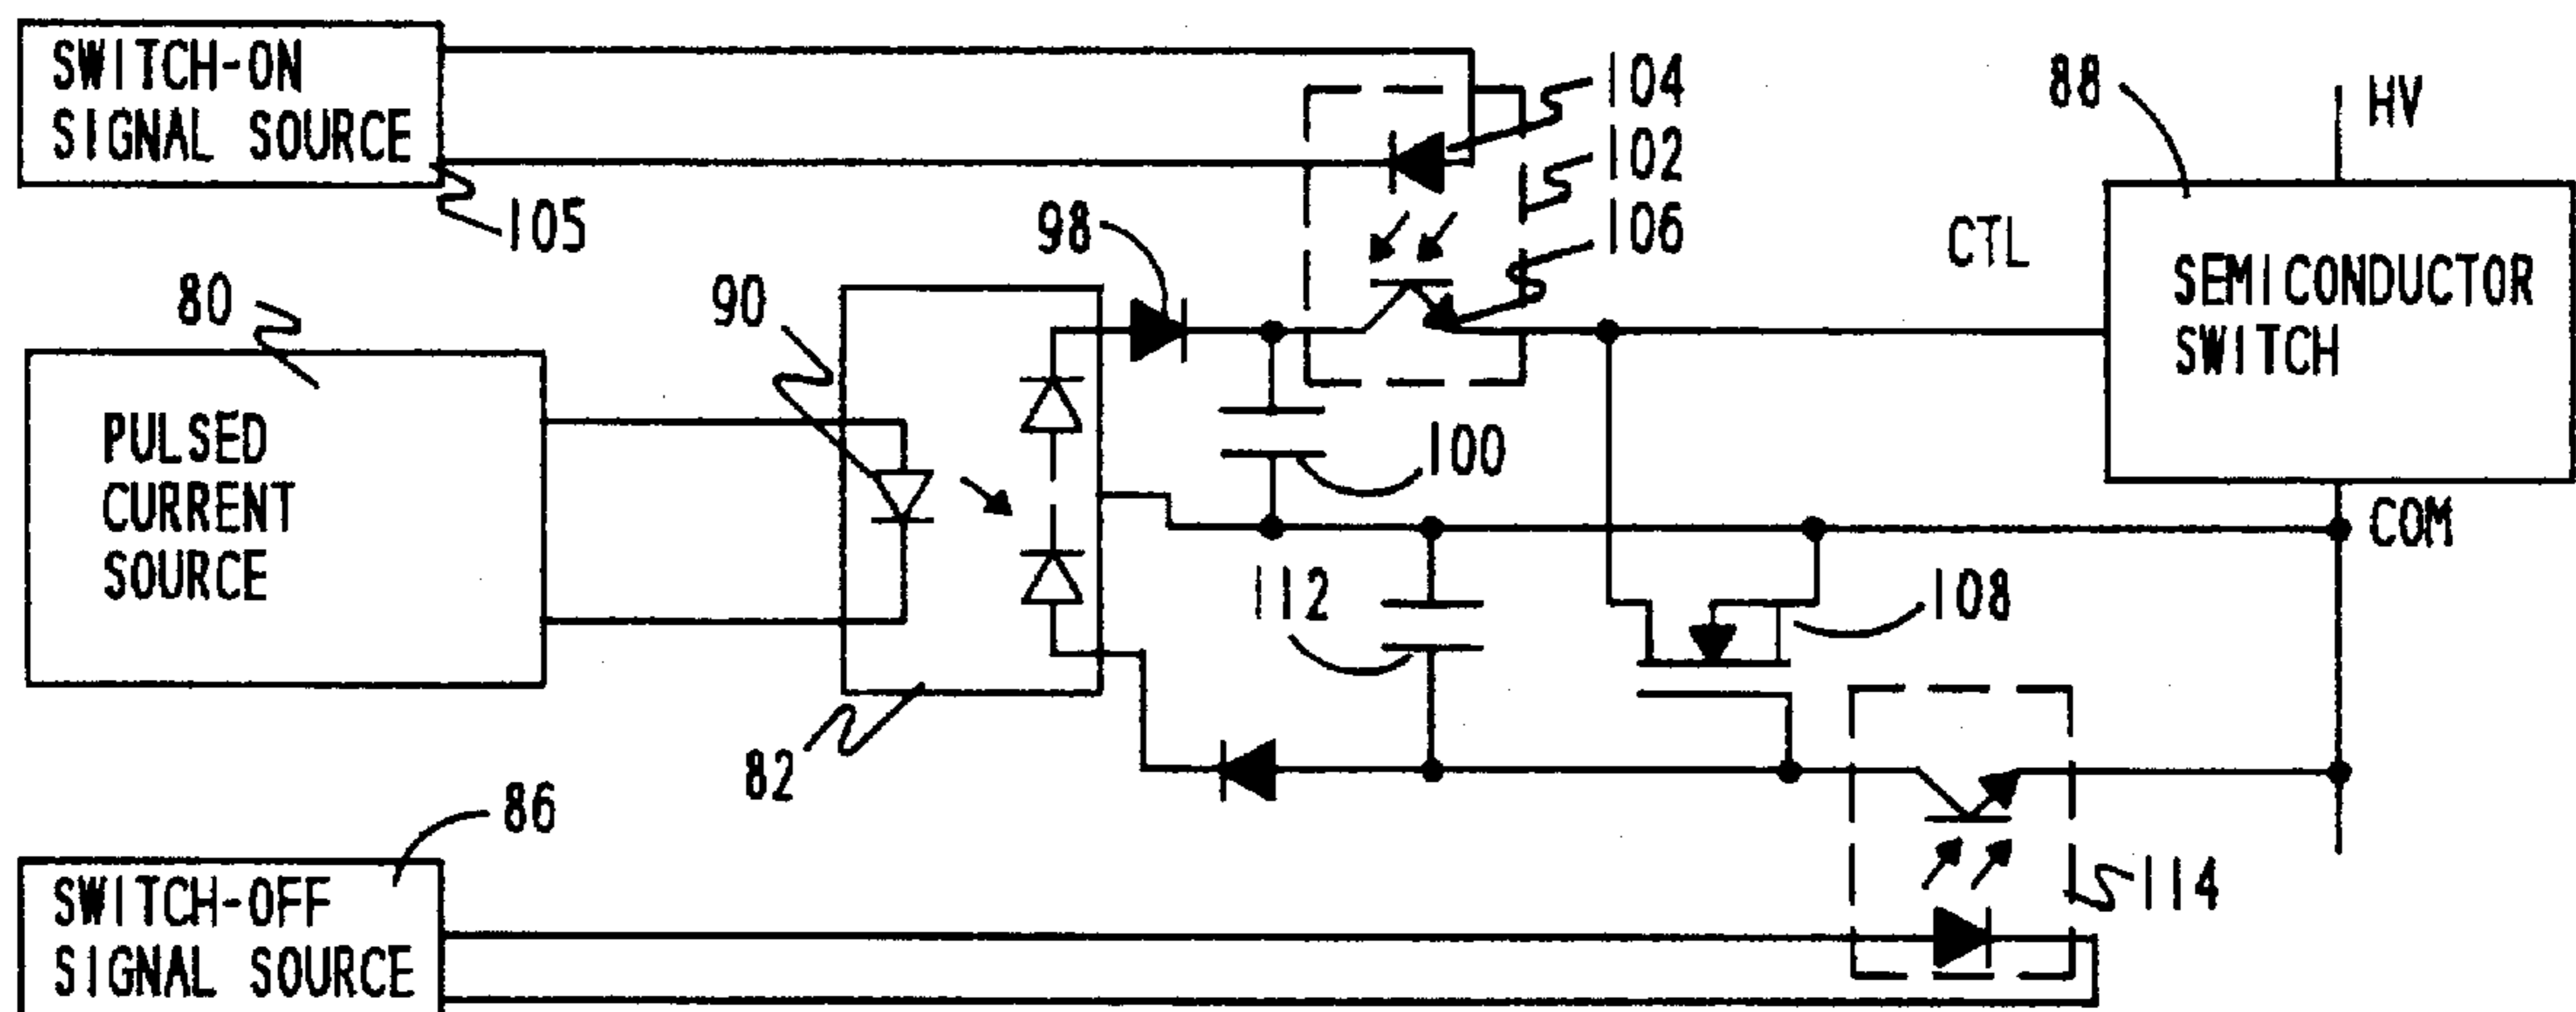 SWITCH-ON
SIGNAL SOURCE
105
104
102
106
88
HV
98
CTL
SEMICONDUCTOR
SWITCH
80
90
PULSED
CURRENT
SOURCE
100
COM
112
108
82
86
114
SWITCH-OFF
SIGNAL SOURCE